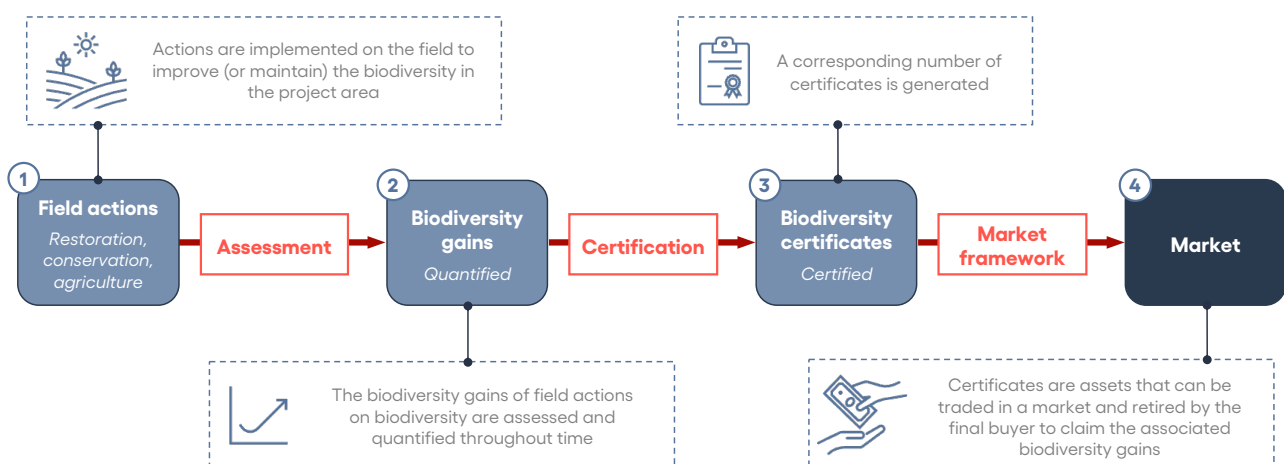 Actions are implemented on the field to
improve (or maintain) the biodiversity in
the project area
A corresponding number of
certificates is generated
1
Field actions
Restoration,
conservation,
agriculture
Assessment
2
Biodiversity
gains
Quantified
Certification
3
Biodiversity
certificates
Certified
Market
framework
4
Market
The biodiversity gains of field actions
on biodiversity are assessed and
quantified throughout time
Certificates are assets that can be
traded in a market and retired by the
final buyer to claim the associated
biodiversity gains